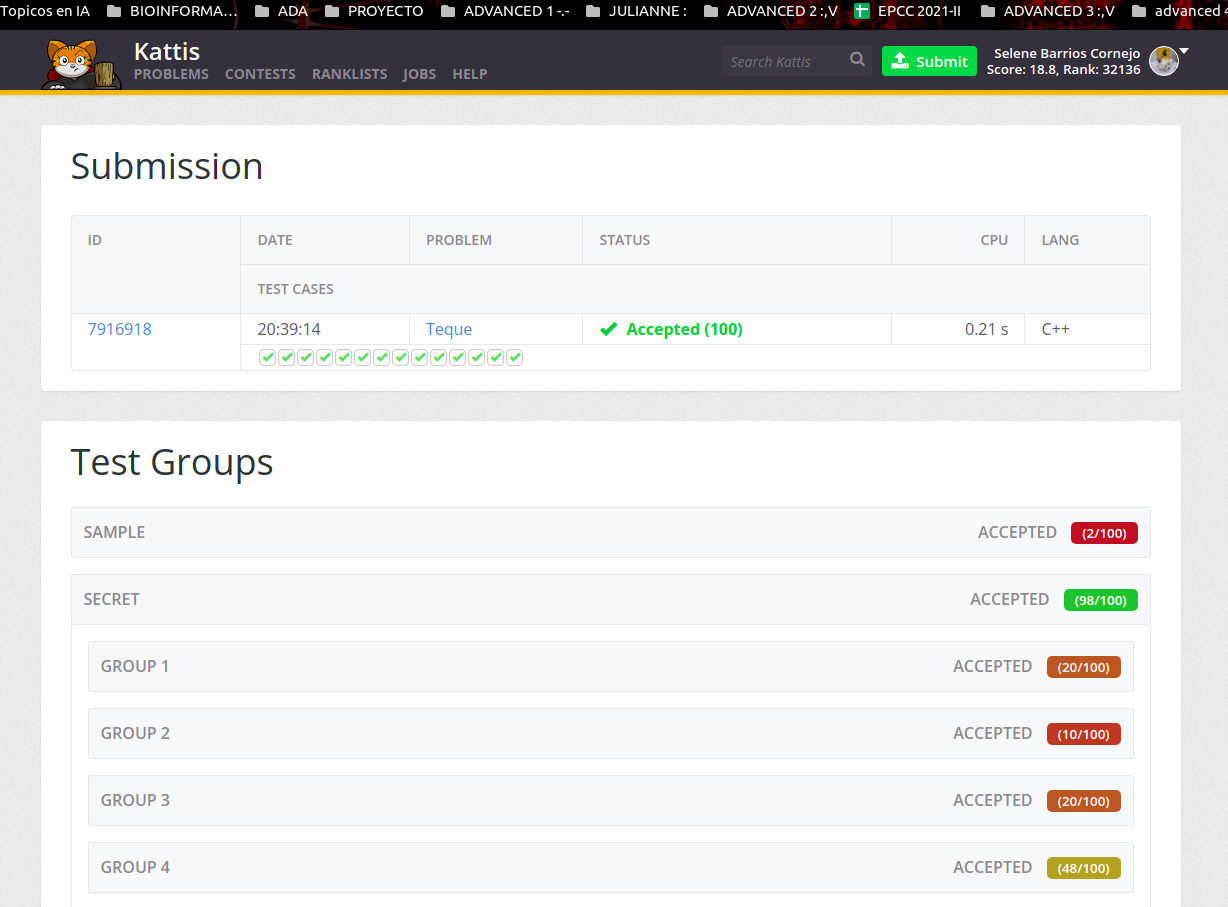 Topicos en IA BIOINFORMA... ADA PROYECTO ADVANCED 1 -.- JULIANNE : ADVANCED 2 :,V EPCC 2021-II ADVANCED 3 :,V advanced 4
Kattis
PROBLEMS CONTESTS RANKLISTS JOBS HELP
Search Kattis
Submit
Selene Barrios Cornejo
Score: 18.8, Rank: 32136
Submission
ID DATE PROBLEM STATUS CPU LANG
TEST CASES
7916918 20:39:14 Teque Accepted (100) 0.21 s C++
Test Groups
SAMPLE ACCEPTED (2/100)
SECRET ACCEPTED (98/100)
GROUP 1 ACCEPTED (20/100)
GROUP 2 ACCEPTED (10/100)
GROUP 3 ACCEPTED (20/100)
GROUP 4 ACCEPTED (48/100)